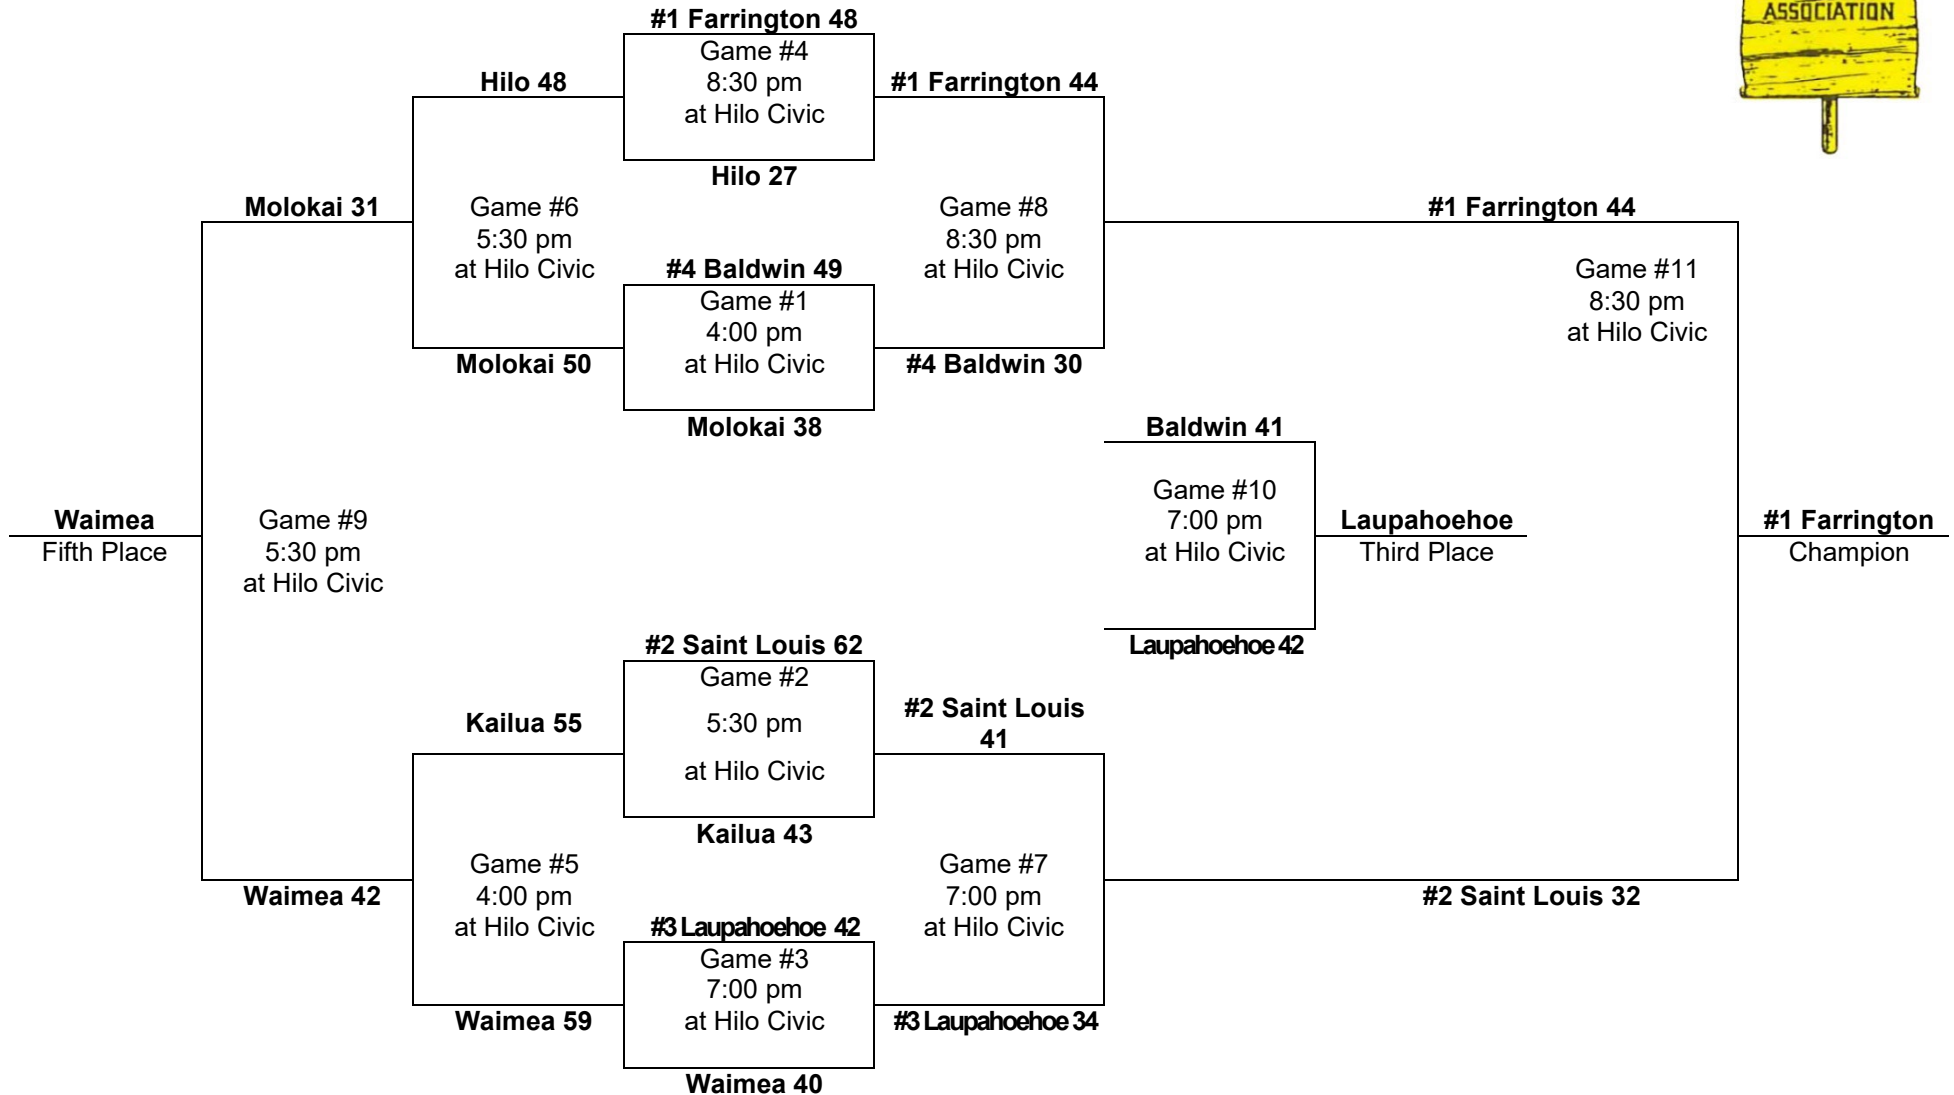 ASSOCIATION
#1 Farrington 48
Game #4
8:30 pm
at Hilo Civic
Hilo 27
Hilo 48
#1 Farrington 44
Molokai 31
Game #6
5:30 pm
at Hilo Civic
Game #8
8:30 pm
at Hilo Civic
#1 Farrington 44
#4 Baldwin 49
Game #1
4:00 pm
at Hilo Civic
Molokai 38
Game #11
8:30 pm
at Hilo Civic
Molokai 50
#4 Baldwin 30
Baldwin 41
Game #10
7:00 pm
at Hilo Civic
Laupahoehoe 42
Waimea
Fifth Place
Game #9
5:30 pm
at Hilo Civic
Laupahoehoe
Third Place
#1 Farrington
Champion
#2 Saint Louis 62
Game #2
5:30 pm
at Hilo Civic
Kailua 43
Kailua 55
#2 Saint Louis
41
Game #5
4:00 pm
at Hilo Civic
Game #7
7:00 pm
at Hilo Civic
Waimea 42
#2 Saint Louis 32
#3 Laupahoehoe 42
Game #3
7:00 pm
at Hilo Civic
Waimea 40
Waimea 59
#3 Laupahoehoe 34